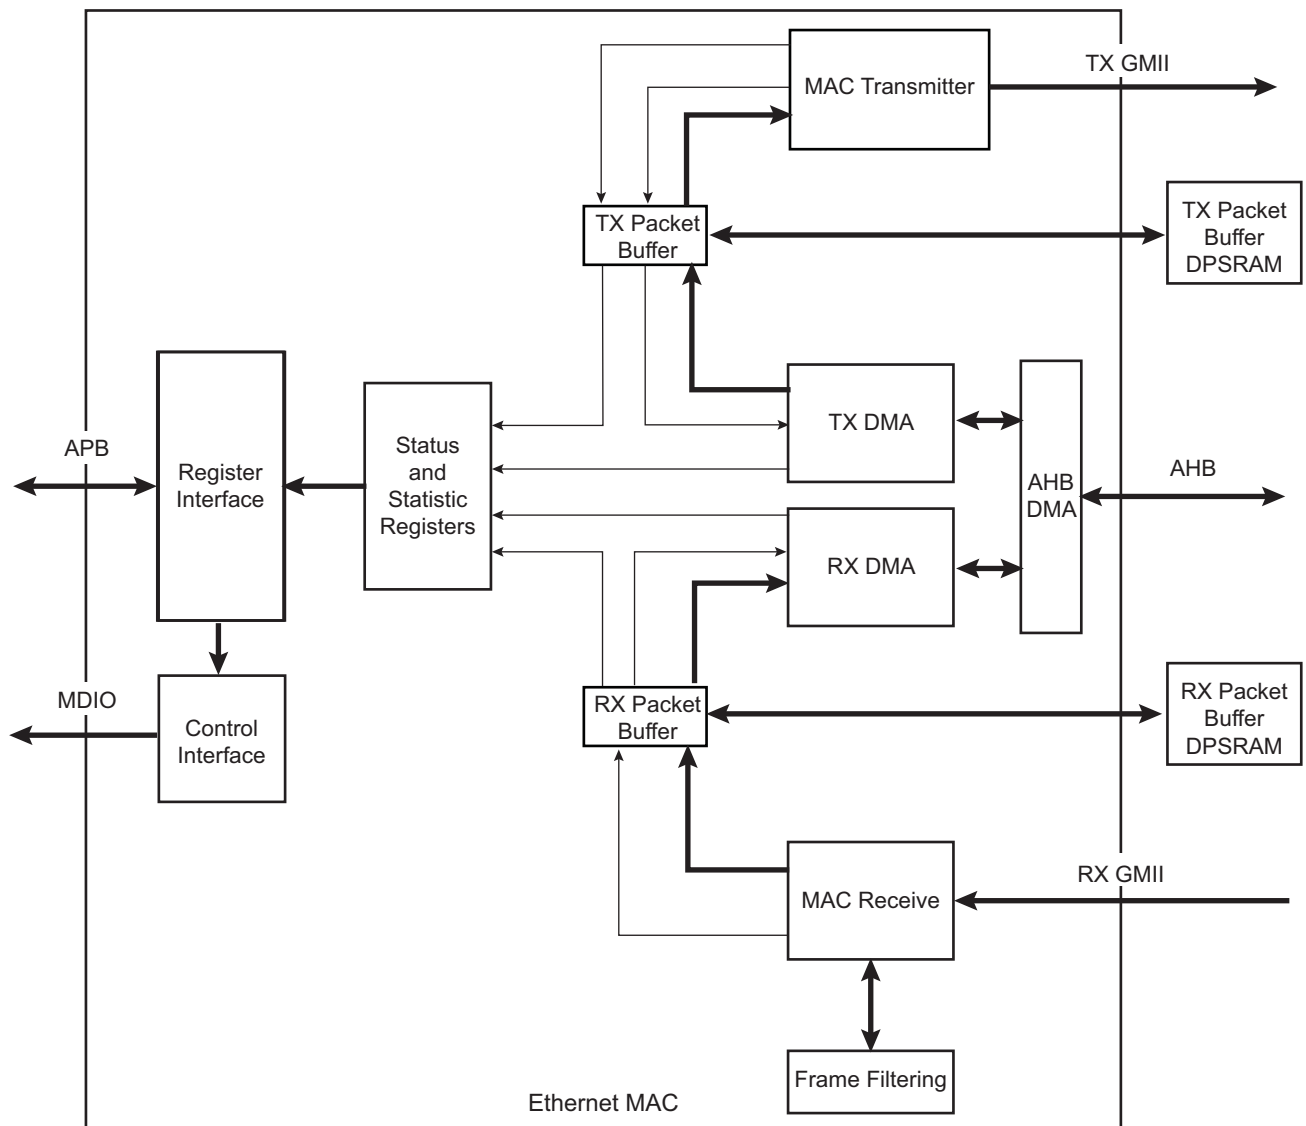 TX GMII
MAC Transmitter
TX Packet
Buffer
TX Packet
Buffer
DPSRAM
TX DMA
APB
Register
Interface
Status
and
Statistic
Registers
AHB
DMA
AHB
RX DMA
MDIO
Control
Interface
RX Packet
Buffer
RX Packet
Buffer
DPSRAM
RX GMII
MAC Receive
Frame Filtering
Ethernet MAC